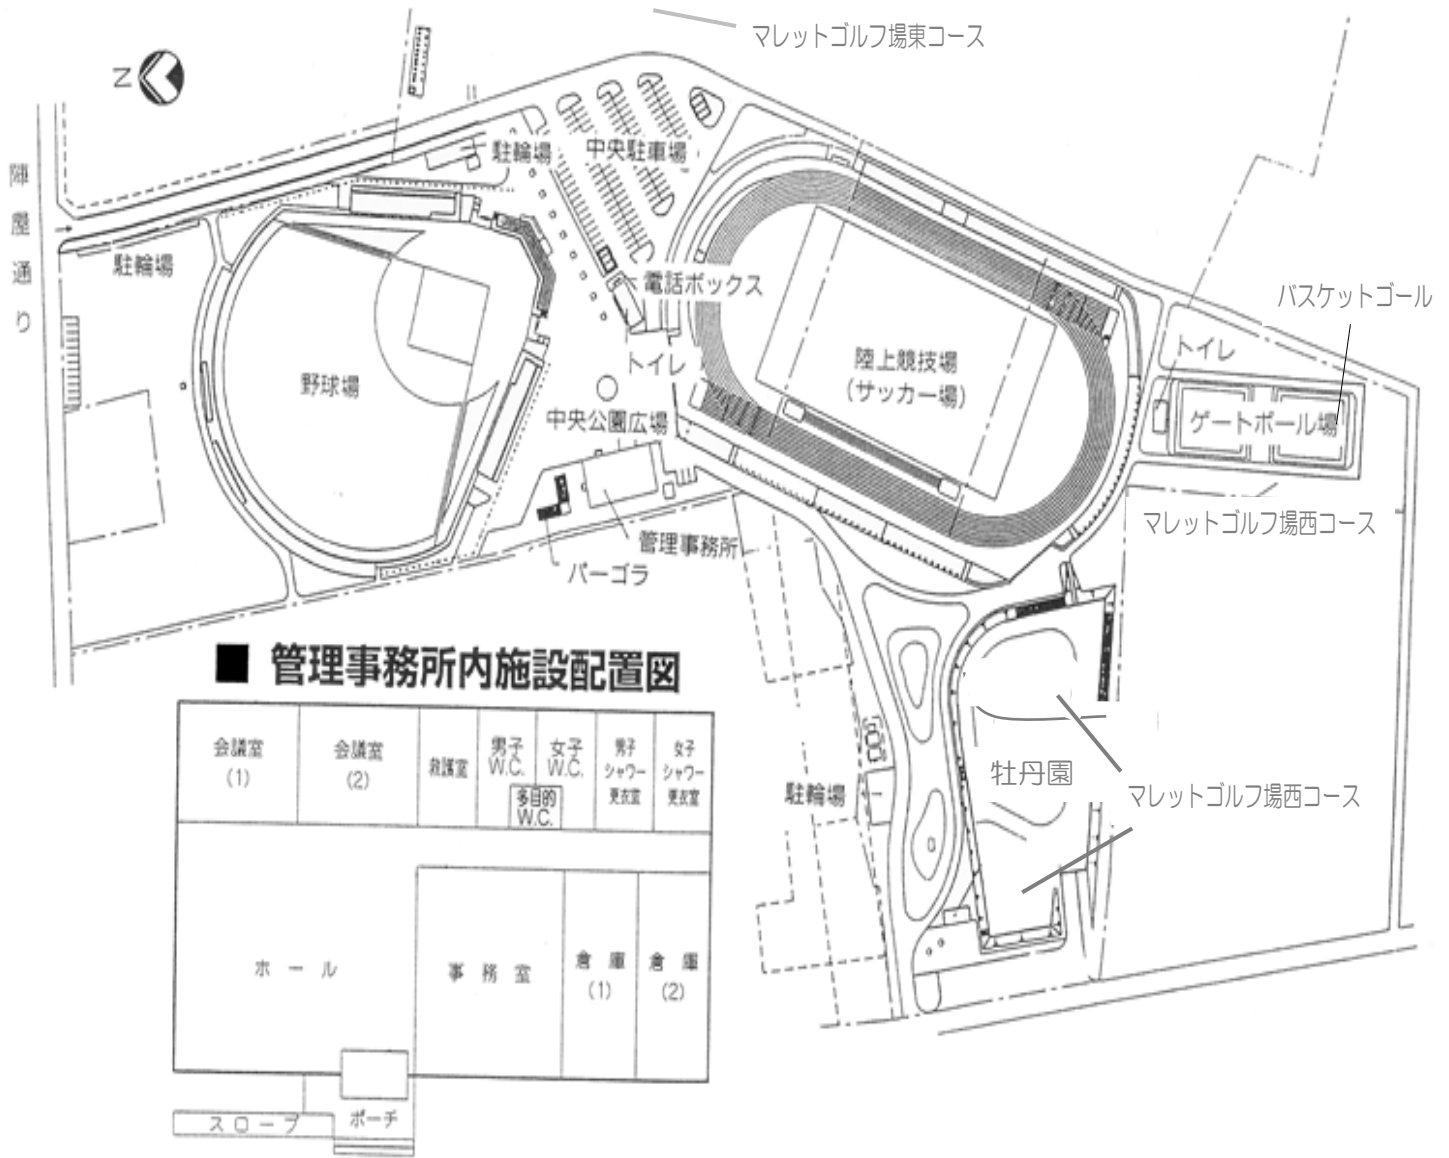 マレットゴルフ場東コース
N
駐輪場
中央駐車場
陣屋通り
駐輪場
電話ボックス
バスケットゴール
トイレ
トイレ
野球場
陸上競技場
(サッカー場)
中央公園広場
ゲートボール場
マレットゴルフ場西コース
管理事務所
パーゴラ
■ 管理事務所内施設配置図
会議室
(1)
会議室
(2)
救護室
男子
W.C.
女子
W.C.
多目的
W.C.
男子
シャワー
更衣室
女子
シャワー
更衣室
駐輪場
牡丹園
マレットゴルフ場西コース
ホール
事務室
倉庫
(1)
倉庫
(2)
スロープ
ポーチ